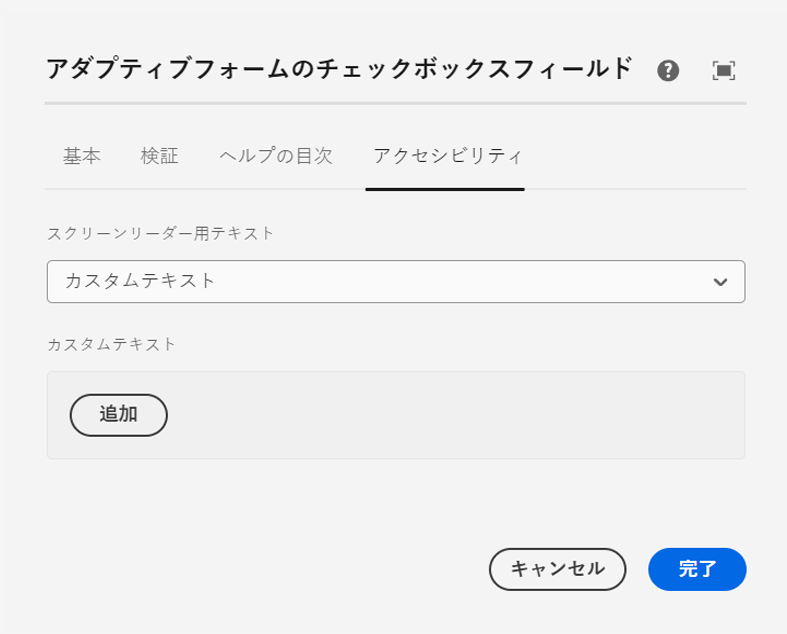 アダプティブフォームのチェックボックスフィールド
基本 検証 ヘルプの目次 アクセシビリティ
スクリーンリーダー用テキスト
カスタムテキスト
カスタムテキスト
追加
キャンセル 完了